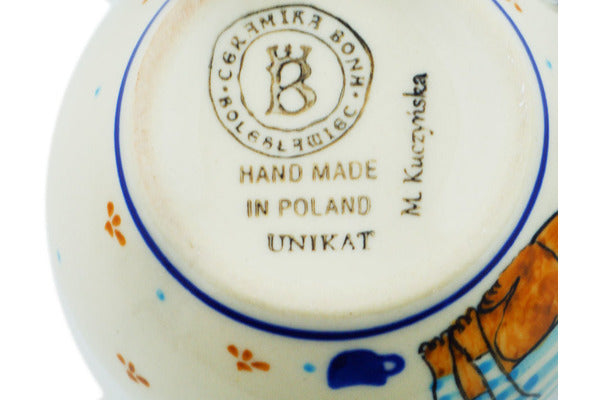 CERAMIKA BONA
BOLESŁAWIEC
B
HAND MADE
IN POLAND
UNIKAT
M. Kuczyńska